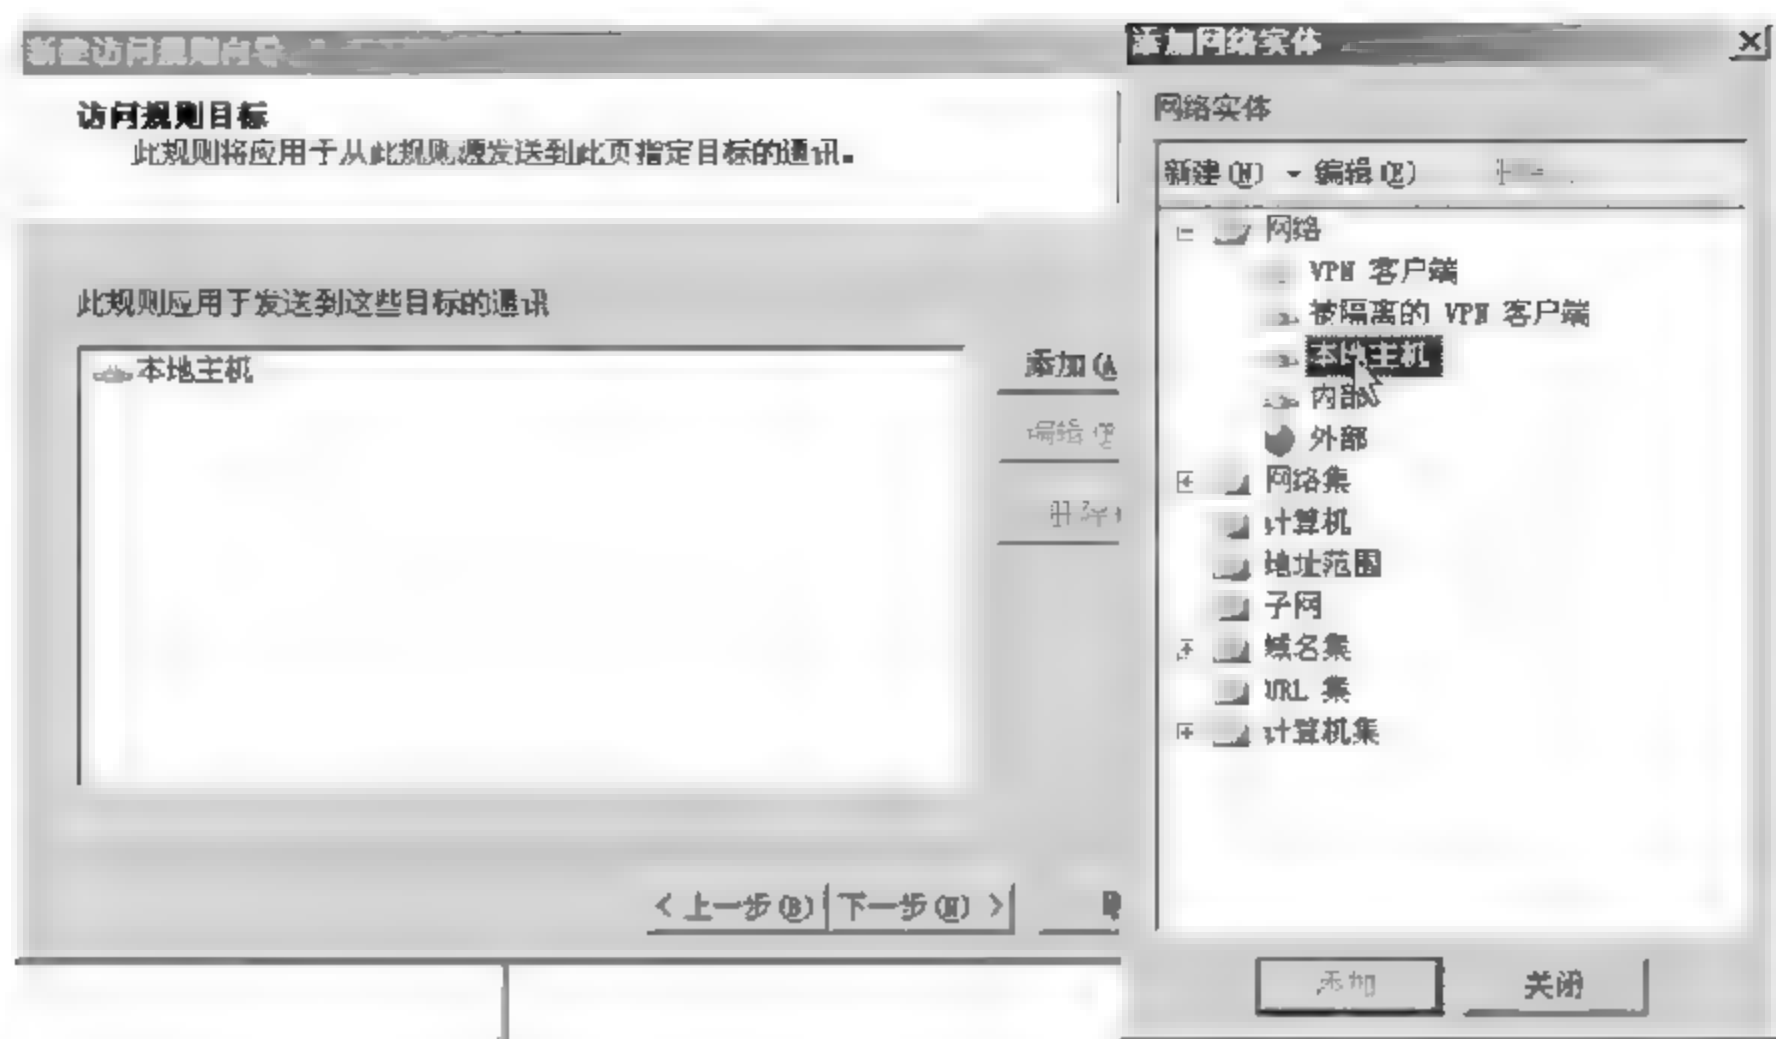 新建访问规则向导
访问规则目标
此规则将应用于从此规则源发送到此页指定目标的通讯。
此规则应用于发送到这些目标的通讯
本地主机
添加(A
编辑(E
删除(
<上一步(B)
下一步(N) >
添加网络实体
网络实体
新建(N)
编辑(E)
网络
VPN 客户端
被隔离的 VPN 客户端
本地主机
内部
外部
网络集
计算机
地址范围
子网
域名集
URL 集
计算机集
添加
关闭